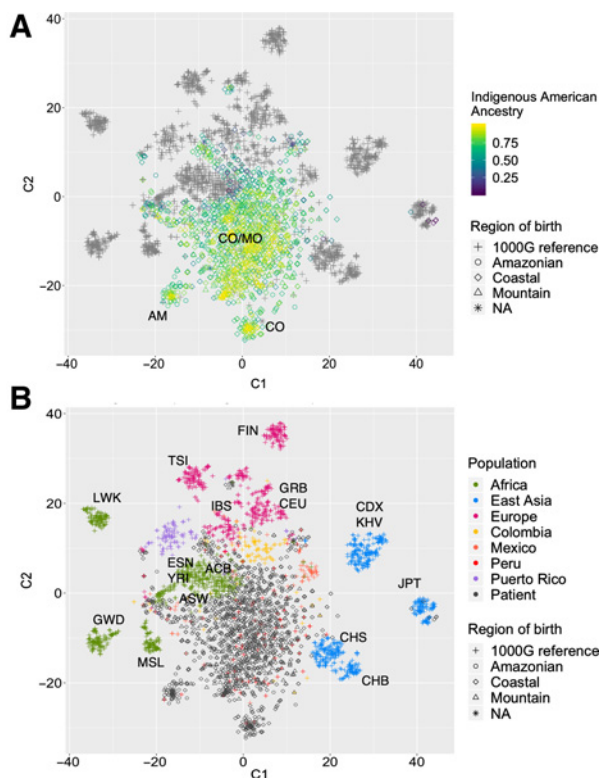 A
40
20
0
−20
C2
CO/MO
AM
CO
−40
−20
0
20
40
C1
Indigenous American
Ancestry
0.75
0.50
0.25
Region of birth
1000G reference
Amazonian
Coastal
Mountain
NA
B
40
20
0
−20
C2
FIN
TSI
LWK
IBS
GRB
CEU
CDX
KHV
ESN
YRI
ACB
ASW
JPT
GWD
MSL
CHS
CHB
−40
−20
0
20
40
C1
Population
Africa
East Asia
Europe
Colombia
Mexico
Peru
Puerto Rico
Patient
Region of birth
1000G reference
Amazonian
Coastal
Mountain
NA